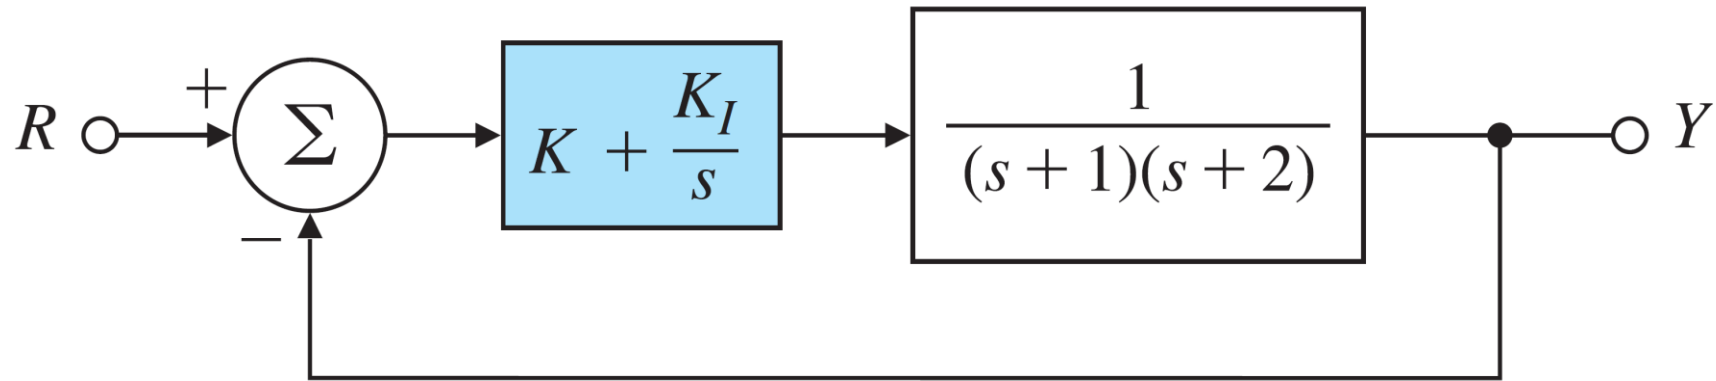 R
+
−
Σ
K + K_I/s
1/((s + 1)(s + 2))
Y